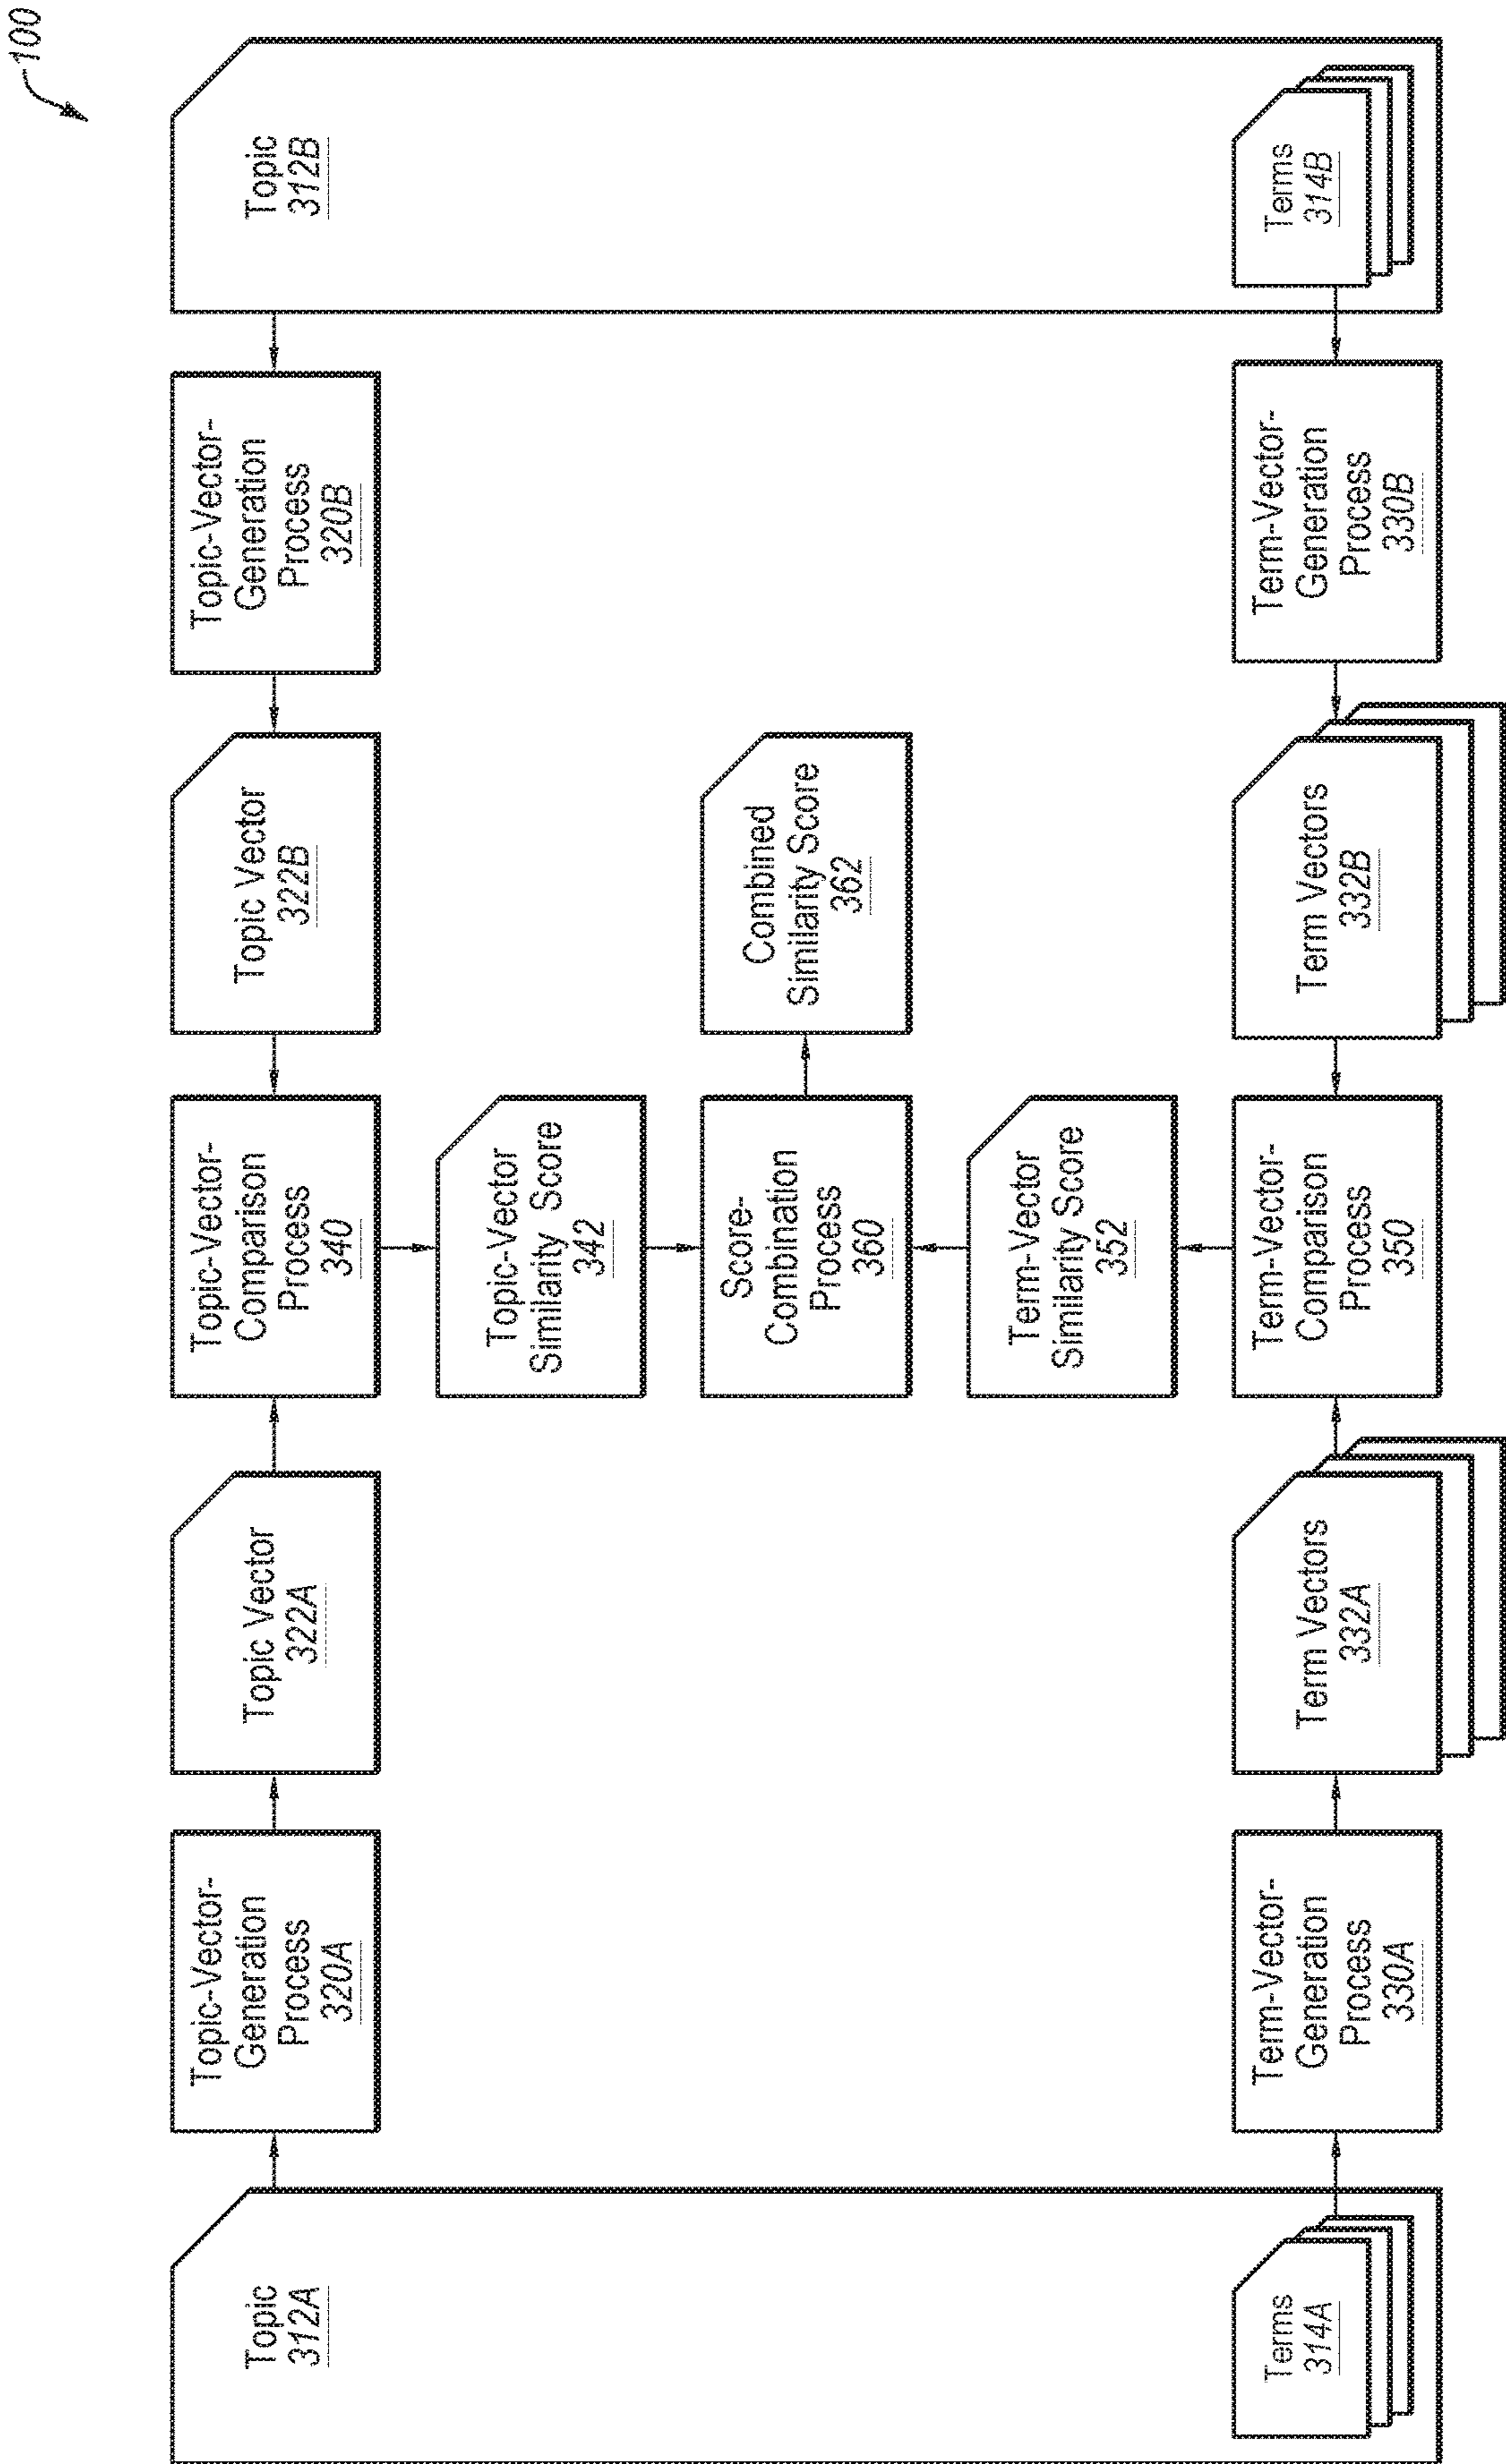 100
Topic
312A
Topic-Vector-
Generation
Process
320A
Topic Vector
322A
Topic-Vector-
Comparison
Process
340
Topic Vector
322B
Topic-Vector-
Generation
Process
320B
Topic
312B
Topic-Vector
Similarity Score
342
Score-
Combination
Process
360
Combined
Similarity Score
362
Term-Vector
Similarity Score
352
Terms
314A
Term-Vector-
Generation
Process
330A
Term Vectors
332A
Term-Vector-
Comparison
Process
350
Term Vectors
332B
Term-Vector-
Generation
Process
330B
Terms
314B